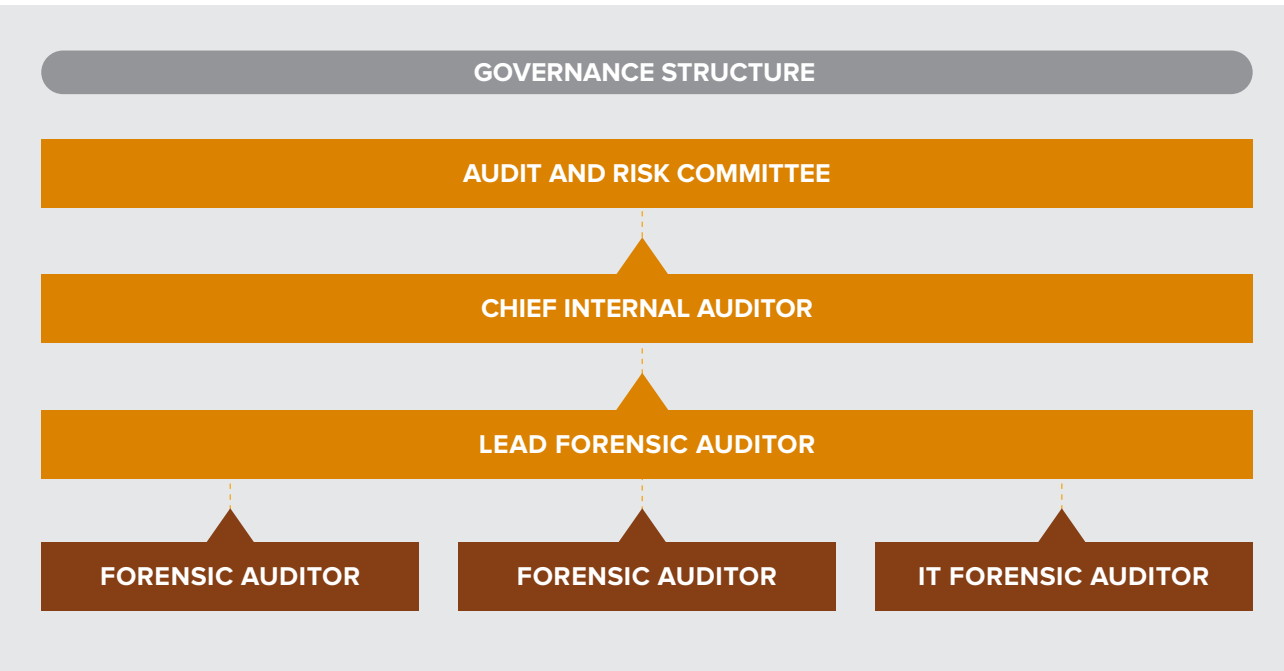 GOVERNANCE STRUCTURE
AUDIT AND RISK COMMITTEE
CHIEF INTERNAL AUDITOR
LEAD FORENSIC AUDITOR
FORENSIC AUDITOR
FORENSIC AUDITOR
IT FORENSIC AUDITOR